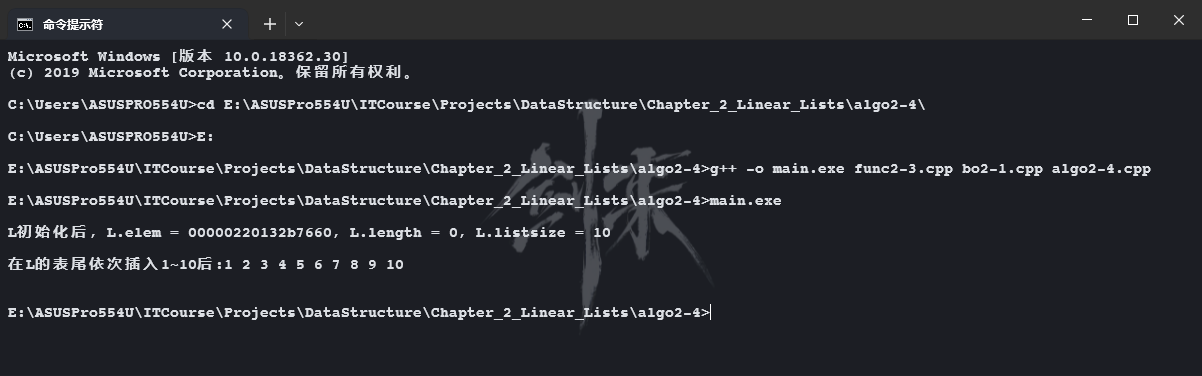 命令提示符
Microsoft Windows [版本 10.0.18362.30]
(c) 2019 Microsoft Corporation。保留所有权利。
C:\Users\ASUSPRO554U>cd E:\ASUSPro554U\ITCourse\Projects\DataStructure\Chapter_2_Linear_Lists\algo2-4\
C:\Users\ASUSPRO554U>E:
E:\ASUSPro554U\ITCourse\Projects\DataStructure\Chapter_2_Linear_Lists\algo2-4>g++ -o main.exe func2-3.cpp bo2-1.cpp algo2-4.cpp
E:\ASUSPro554U\ITCourse\Projects\DataStructure\Chapter_2_Linear_Lists\algo2-4>main.exe
L初始化后, L.elem = 00000220132b7660, L.length = 0, L.listsize = 10
在L的表尾依次插入1~10后:1 2 3 4 5 6 7 8 9 10
E:\ASUSPro554U\ITCourse\Projects\DataStructure\Chapter_2_Linear_Lists\algo2-4>